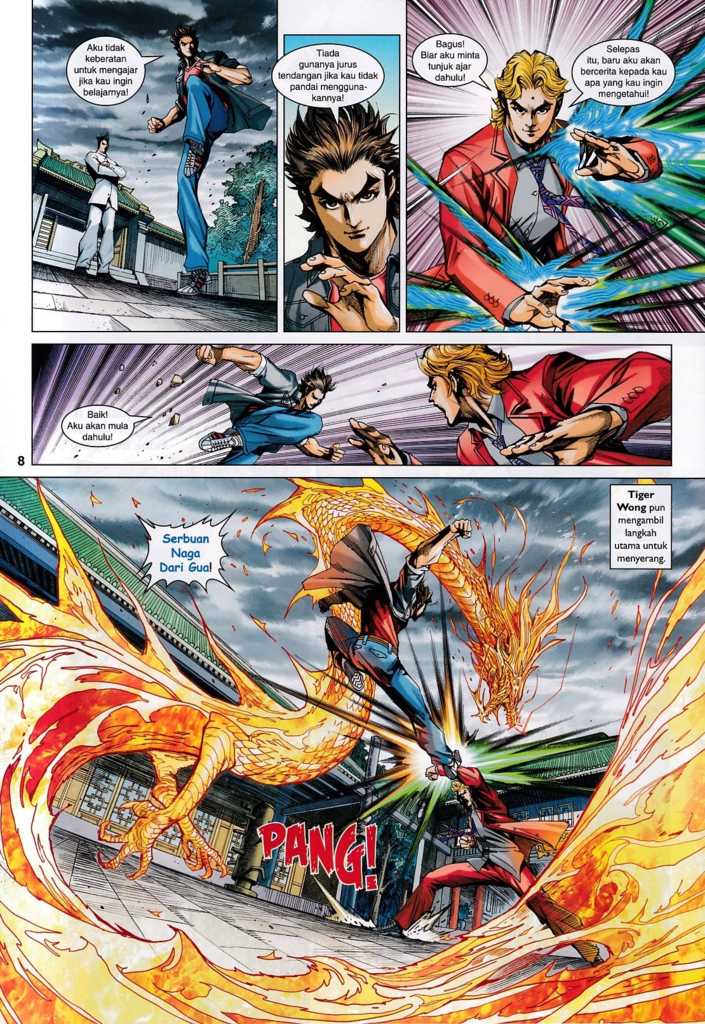 Aku tidak
keberatan
untuk mengajar
jika kau ingin
belajarnya!
Tiada
gunanya jurus
tendangan jika kau tidak
pandai mengguna-
kannya!
Bagus!
Biar aku minta
tunjuk ajar
dahulu!
Selepas
itu, baru aku akan
bercerita kepada kau
apa yang kau ingin
mengetahui!
Baik!
Aku akan mula
dahulu!
8
Serbuan
Naga
Dari Gua!
Tiger
Wong pun
mengambil
langkah
utama untuk
menyerang.
PANG!